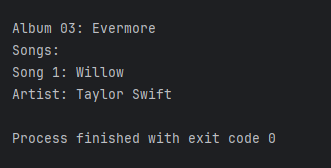 Album 03: Evermore
Songs:
Song 1: Willow
Artist: Taylor Swift
Process finished with exit code 0